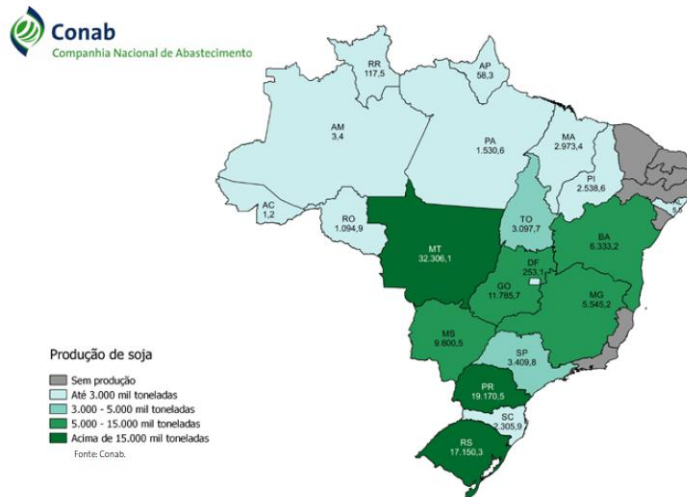 Conab
Companhia Nacional de Abastecimento
RR
117,5
AP
58,3
AM
3,4
PA
1.530,6
MA
2.973,4
PI
2.538,6
AC
1,2
RO
1.094,9
TO
3.097,7
MT
32.306,1
BA
6.333,2
DF
253,1
GO
11.785,7
MG
5.545,2
MS
9.800,5
SP
3.409,8
PR
19.170,5
SC
2.305,9
RS
17.150,3
Produção de soja
Sem produção
Até 3.000 mil toneladas
3.000 - 5.000 mil toneladas
5.000 - 15.000 mil toneladas
Acima de 15.000 mil toneladas
Fonte: Conab.